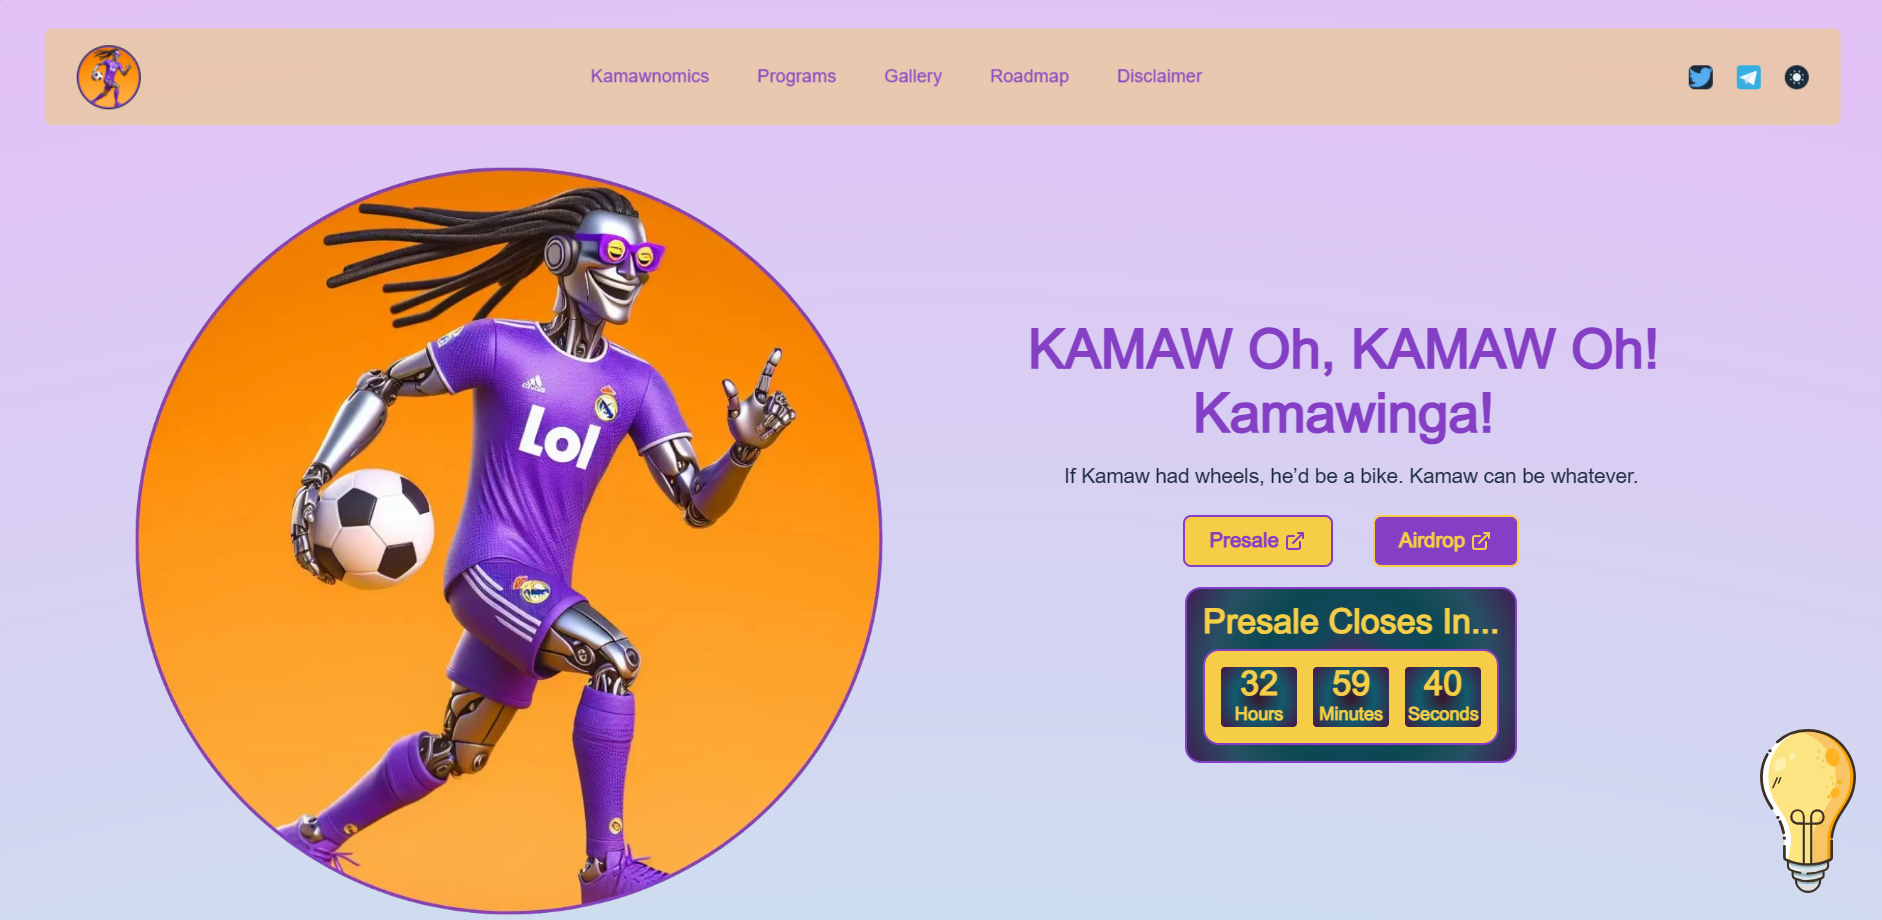 Kamawnomics
Programs
Gallery
Roadmap
Disclaimer
Lol
KAMAW Oh, KAMAW Oh!
Kamawinga!
If Kamaw had wheels, he’d be a bike. Kamaw can be whatever.
Presale
Airdrop
Presale Closes In...
32 59 40
Hours Minutes Seconds